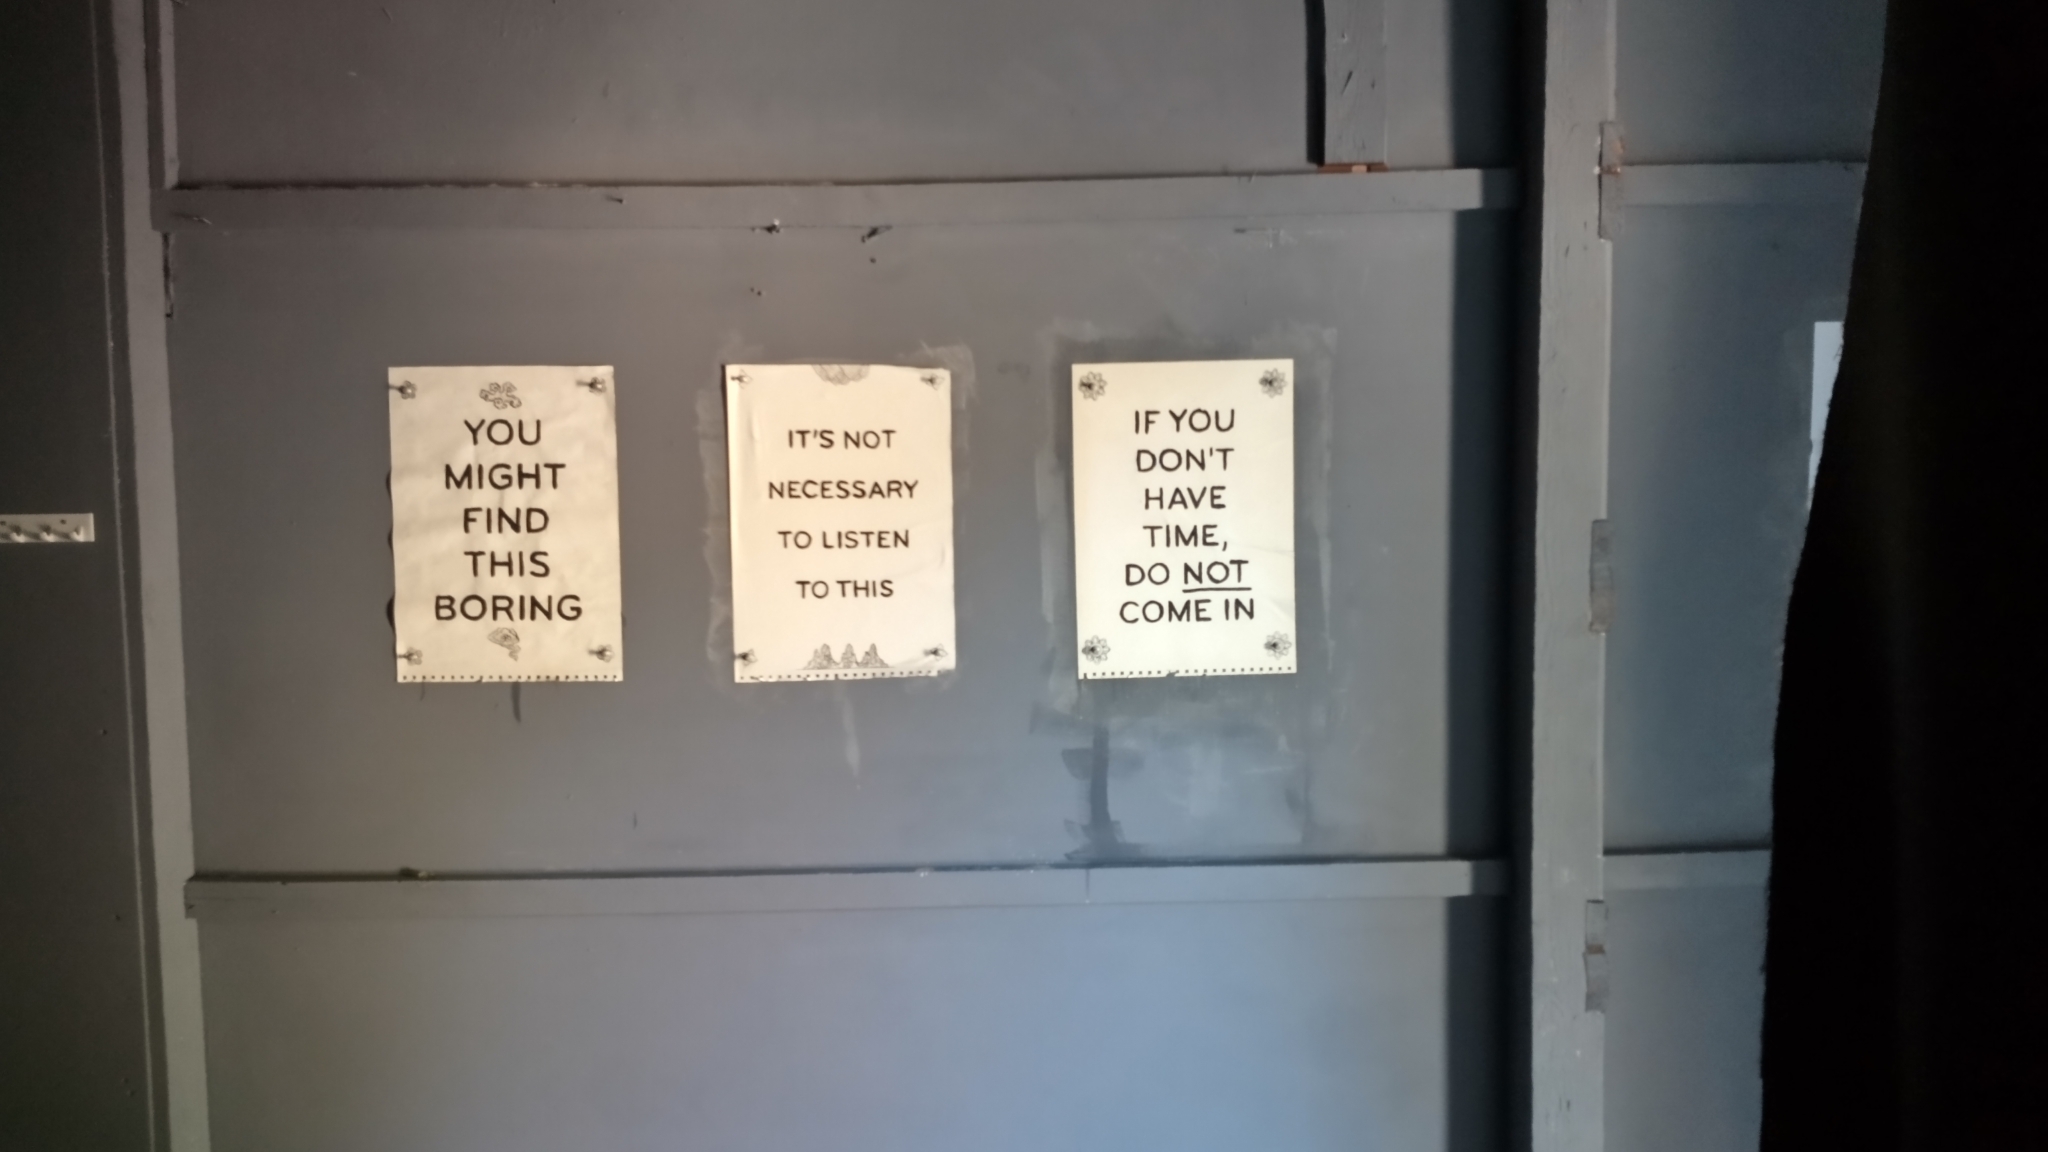 YOU
MIGHT
FIND
THIS
BORING
IT'S NOT
NECESSARY
TO LISTEN
TO THIS
IF YOU
DON'T
HAVE
TIME,
DO NOT
COME IN